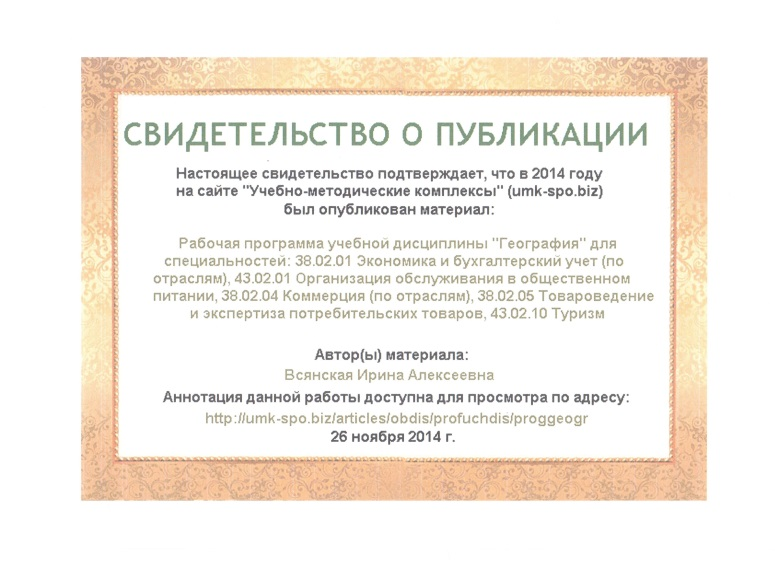 СВИДЕТЕЛЬСТВО О ПУБЛИКАЦИИ
Настоящее свидетельство подтверждает, что в 2014 году
на сайте "Учебно-методические комплексы" (umk-spo.biz)
был опубликован материал:
Рабочая программа учебной дисциплины "География" для
специальностей: 38.02.01 Экономика и бухгалтерский учет (по
отраслям), 43.02.01 Организация обслуживания в общественном
питании, 38.02.04 Коммерция (по отраслям), 38.02.05 Товароведение
и экспертиза потребительских товаров, 43.02.10 Туризм
Автор(ы) материала:
Всянская Ирина Алексеевна
Аннотация данной работы доступна для просмотра по адресу:
http://umk-spo.biz/articles/obdis/profuchdis/proggeogr
26 ноября 2014 г.